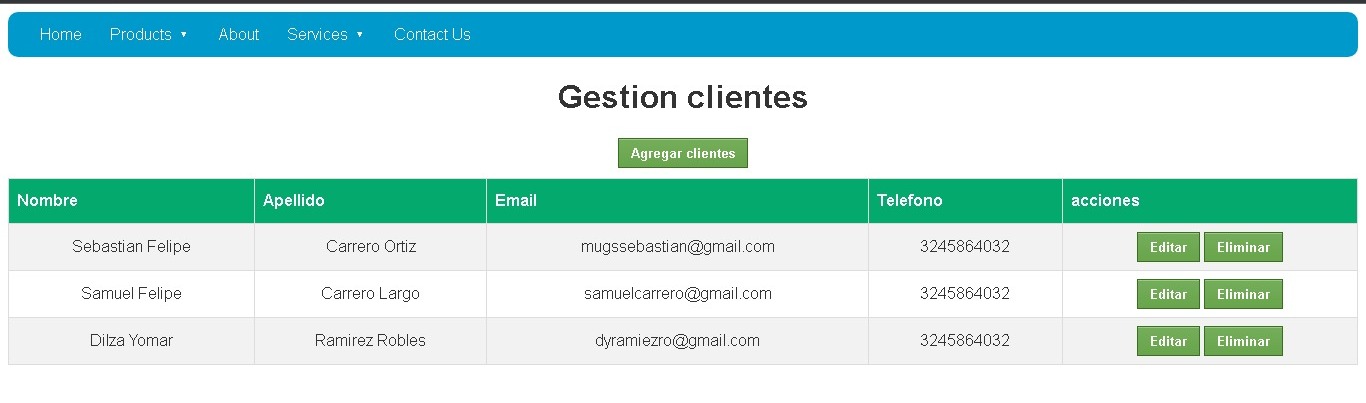 Home Products ▼ About Services ▼ Contact Us
Gestion clientes
Agregar clientes
Nombre Apellido Email Telefono acciones
Sebastian Felipe Carrero Ortiz mugssebastian@gmail.com 3245864032 Editar Eliminar
Samuel Felipe Carrero Largo samuelcarrero@gmail.com 3245864032 Editar Eliminar
Dilza Yomar Ramirez Robles dyramiezro@gmail.com 3245864032 Editar Eliminar